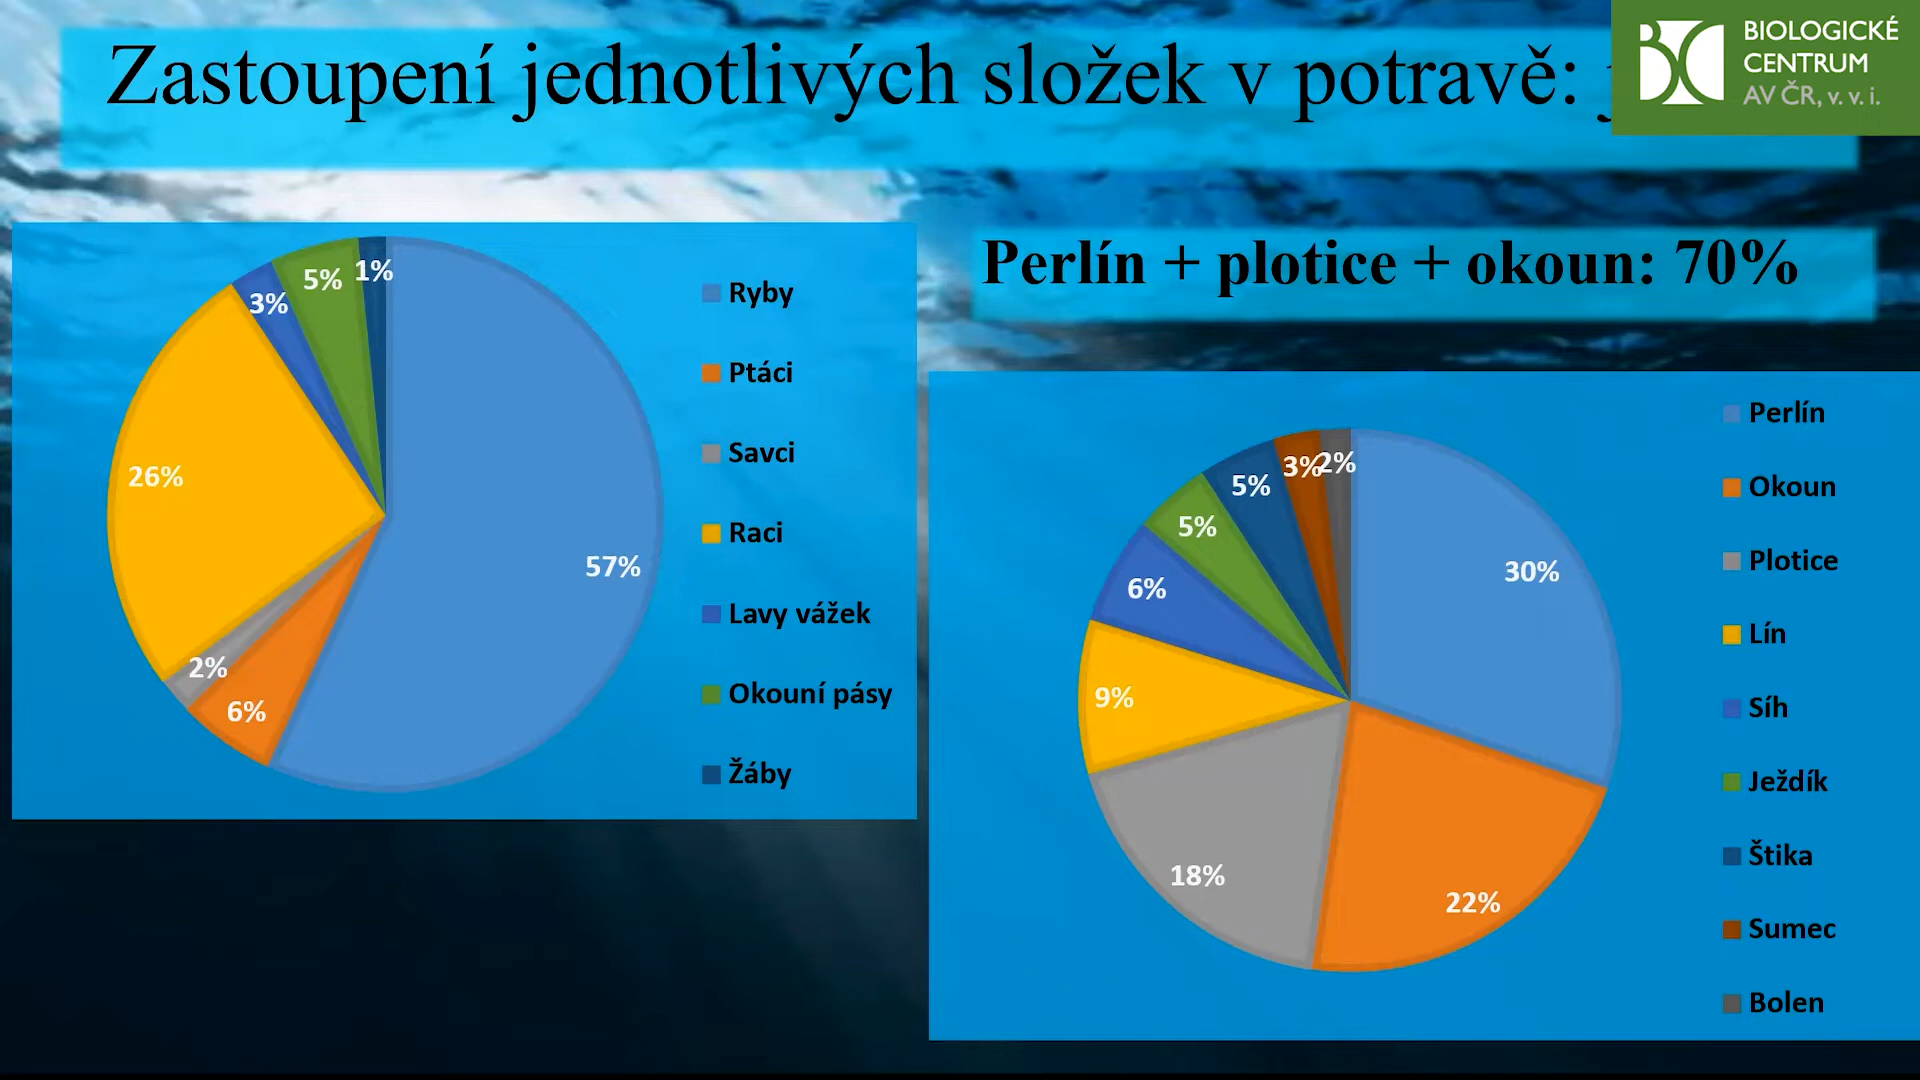 Zastoupení jednotlivých složek v potravě:
BIOLOGICKÉ
CENTRUM
AV ČR, v. v. i.
Perlín + plotice + okoun: 70%
57%
6%
2%
26%
3%
5%
1%
Ryby
Ptáci
Savci
Raci
Lavy vážek
Okouní pásy
Žáby
30%
22%
18%
9%
6%
5%
5%
3%
2%
Perlín
Okoun
Plotice
Lín
Síh
Ježdík
Štika
Sumec
Bolen